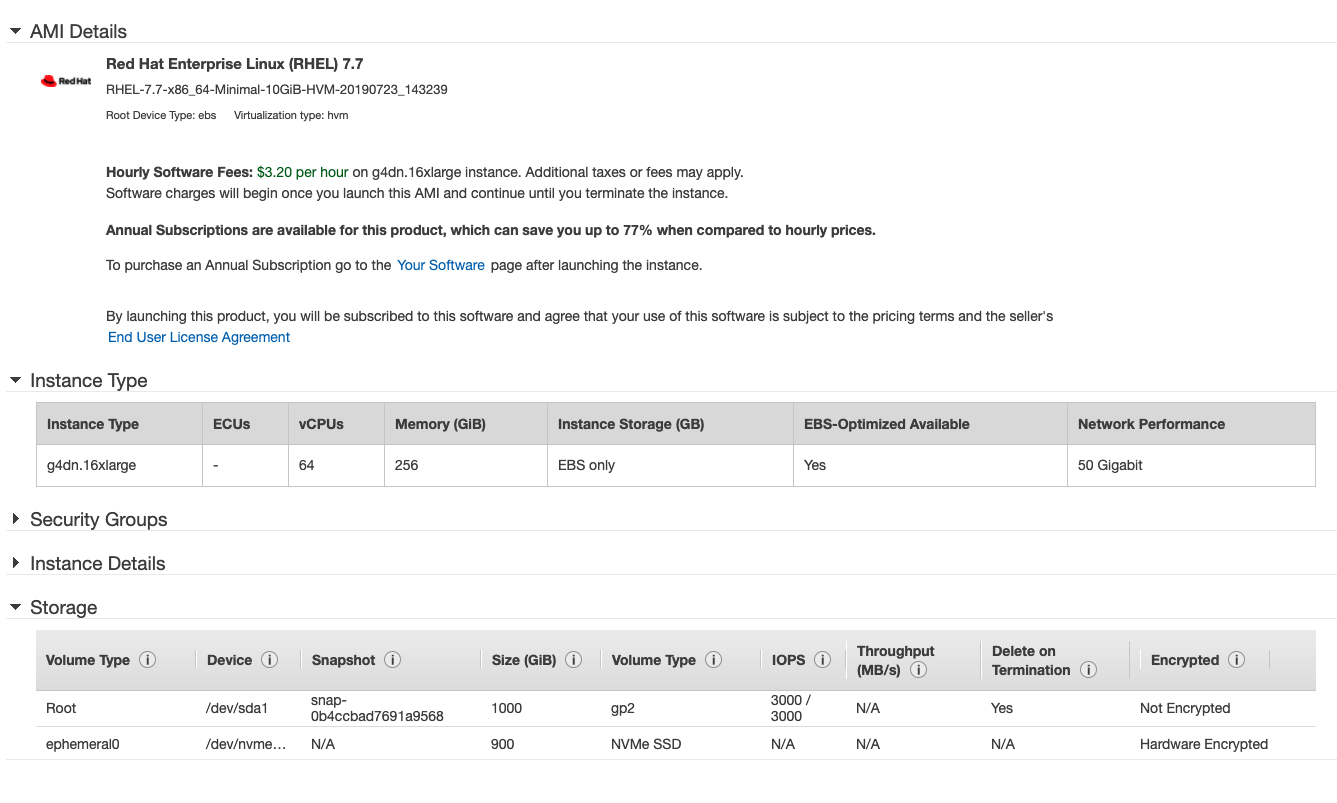 AMI Details
Red Hat
Red Hat Enterprise Linux (RHEL) 7.7
RHEL-7.7-x86_64-Minimal-10GiB-HVM-20190723_143239
Root Device Type: ebs Virtualization type: hvm
Hourly Software Fees: $3.20 per hour on g4dn.16xlarge instance. Additional taxes or fees may apply.
Software charges will begin once you launch this AMI and continue until you terminate the instance.
Annual Subscriptions are available for this product, which can save you up to 77% when compared to hourly prices.
To purchase an Annual Subscription go to the Your Software page after launching the instance.
By launching this product, you will be subscribed to this software and agree that your use of this software is subject to the pricing terms and the seller's
End User License Agreement
Instance Type
Instance Type ECUs vCPUs Memory (GiB) Instance Storage (GB) EBS-Optimized Available Network Performance
g4dn.16xlarge - 64 256 EBS only Yes 50 Gigabit
Security Groups
Instance Details
Storage
Volume Type i Device i Snapshot i Size (GiB) i Volume Type i IOPS i Throughput (MB/s) i Delete on Termination i Encrypted i
Root /dev/sda1 snap-0b4ccbad7691a9568 1000 gp2 3000 / 3000 N/A Yes Not Encrypted
ephemeral0 /dev/nvme... N/A 900 NVMe SSD N/A N/A N/A Hardware Encrypted